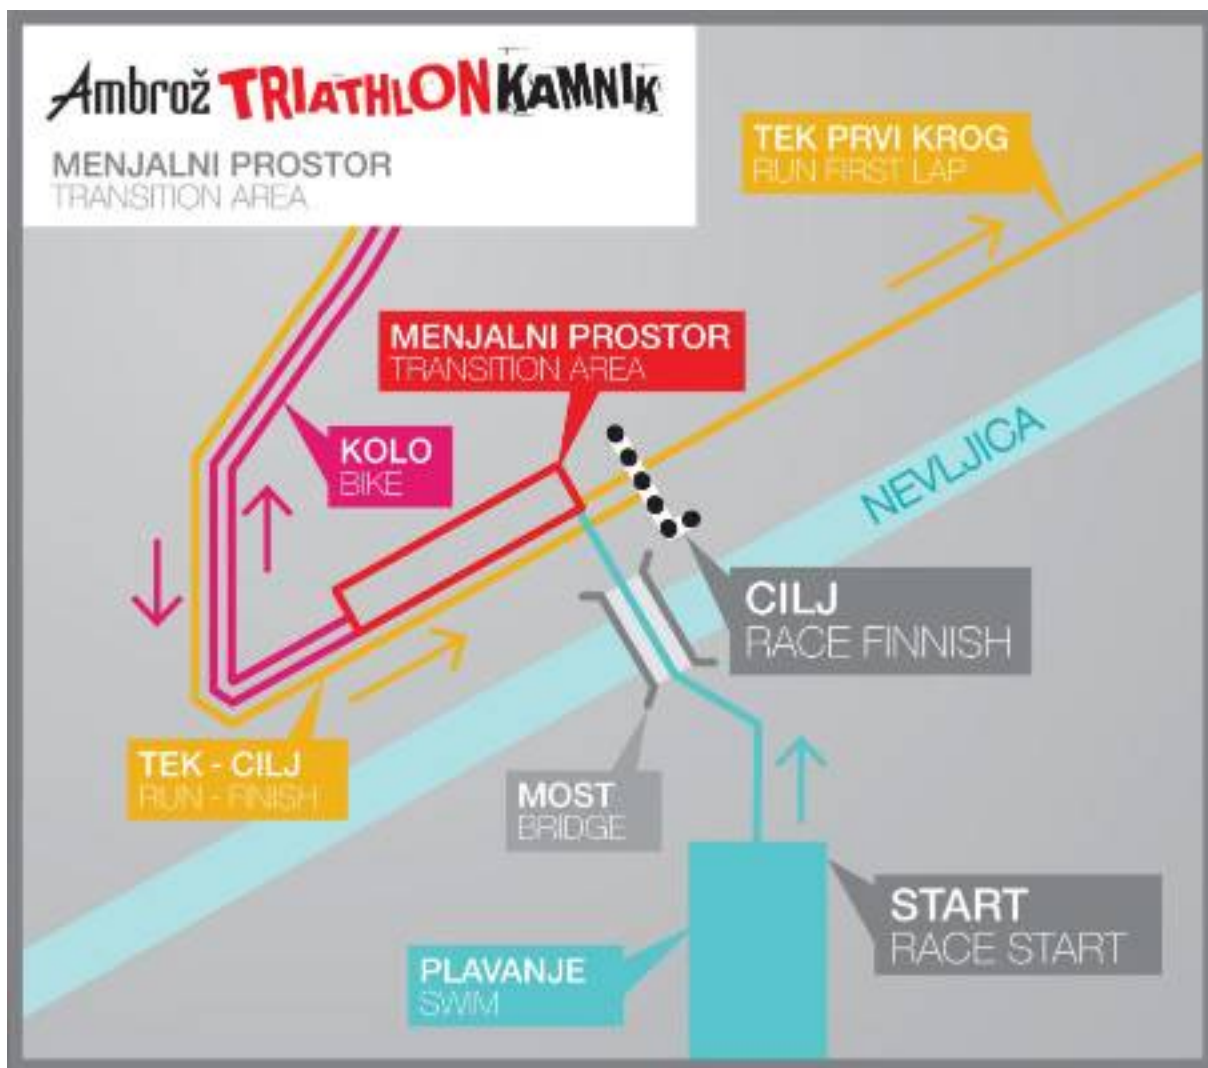 Ambrož TRIATHLON KAMNIK
MENJALNI PROSTOR
TRANSITION AREA
TEK PRVI KROG
RUN FIRST LAP
MENJALNI PROSTOR
TRANSITION AREA
KOLO
BIKE
NEVLJICA
CILJ
RACE FINNISH
TEK - CILJ
RUN - FINISH
MOST
BRIDGE
START
RACE START
PLAVANJE
SWIM